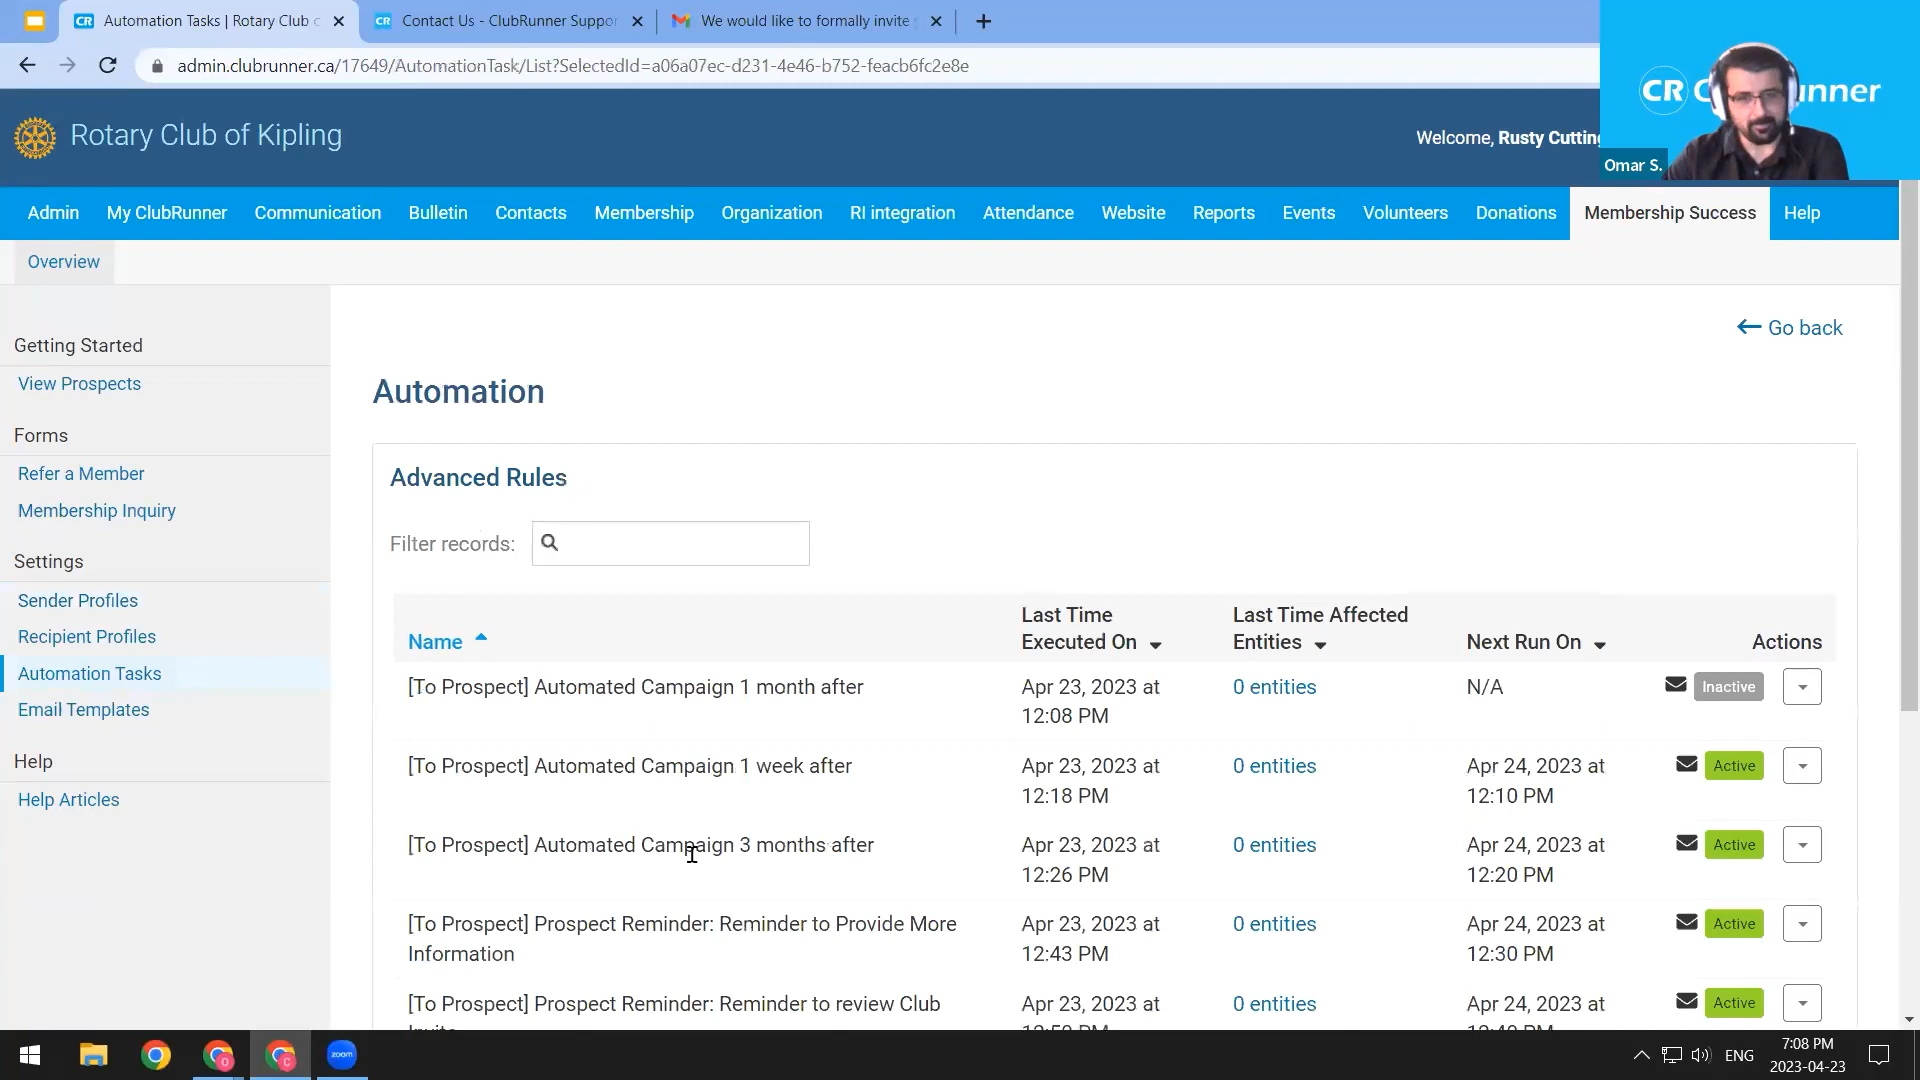 CR Automation Tasks | Rotary Club
CR Contact Us - ClubRunner Suppor
We would like to formally invite
admin.clubrunner.ca/17649/AutomationTask/List?SelectedId=a06a07ec-d231-4e46-b752-feacb6fc2e8e
Rotary Club of Kipling
Welcome, Rusty Cutting
CR C unner
Omar S.
Admin My ClubRunner Communication Bulletin Contacts Membership Organization RI integration Attendance Website Reports Events Volunteers Donations Membership Success Help
Overview
Getting Started
View Prospects
Forms
Refer a Member
Membership Inquiry
Settings
Sender Profiles
Recipient Profiles
Automation Tasks
Email Templates
Help
Help Articles
Go back
Automation
Advanced Rules
Filter records:
Name Last Time Executed On Last Time Affected Entities Next Run On Actions
[To Prospect] Automated Campaign 1 month after Apr 23, 2023 at 0 entities N/A Inactive
12:08 PM
[To Prospect] Automated Campaign 1 week after Apr 23, 2023 at 0 entities Apr 24, 2023 at Active
12:18 PM 12:10 PM
[To Prospect] Automated Campaign 3 months after Apr 23, 2023 at 0 entities Apr 24, 2023 at Active
12:26 PM 12:20 PM
[To Prospect] Prospect Reminder: Reminder to Provide More Apr 23, 2023 at 0 entities Apr 24, 2023 at Active
Information 12:43 PM 12:30 PM
[To Prospect] Prospect Reminder: Reminder to review Club Apr 23, 2023 at 0 entities Apr 24, 2023 at Active
zoom
ENG
7:08 PM
2023-04-23